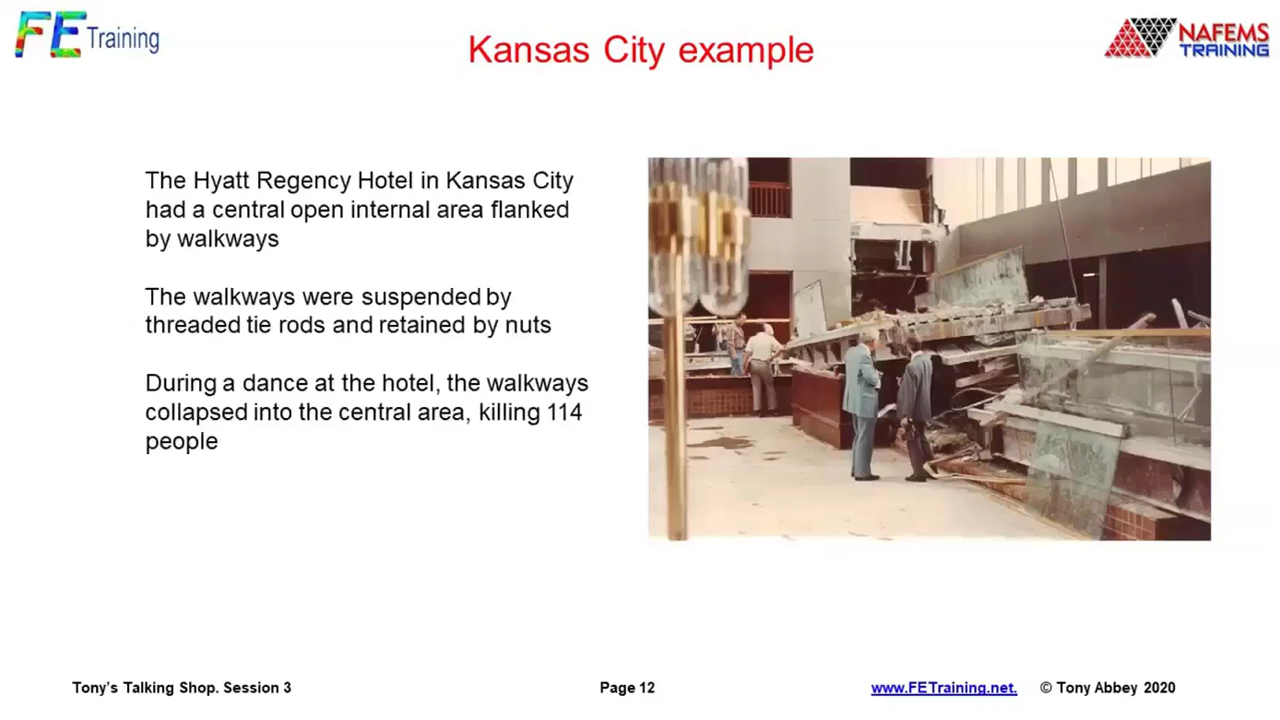 FE Training
Kansas City example
NAFEMS
TRAINING
The Hyatt Regency Hotel in Kansas City
had a central open internal area flanked
by walkways
The walkways were suspended by
threaded tie rods and retained by nuts
During a dance at the hotel, the walkways
collapsed into the central area, killing 114
people
Tony's Talking Shop. Session 3
Page 12
www.FETraining.net.
© Tony Abbey 2020